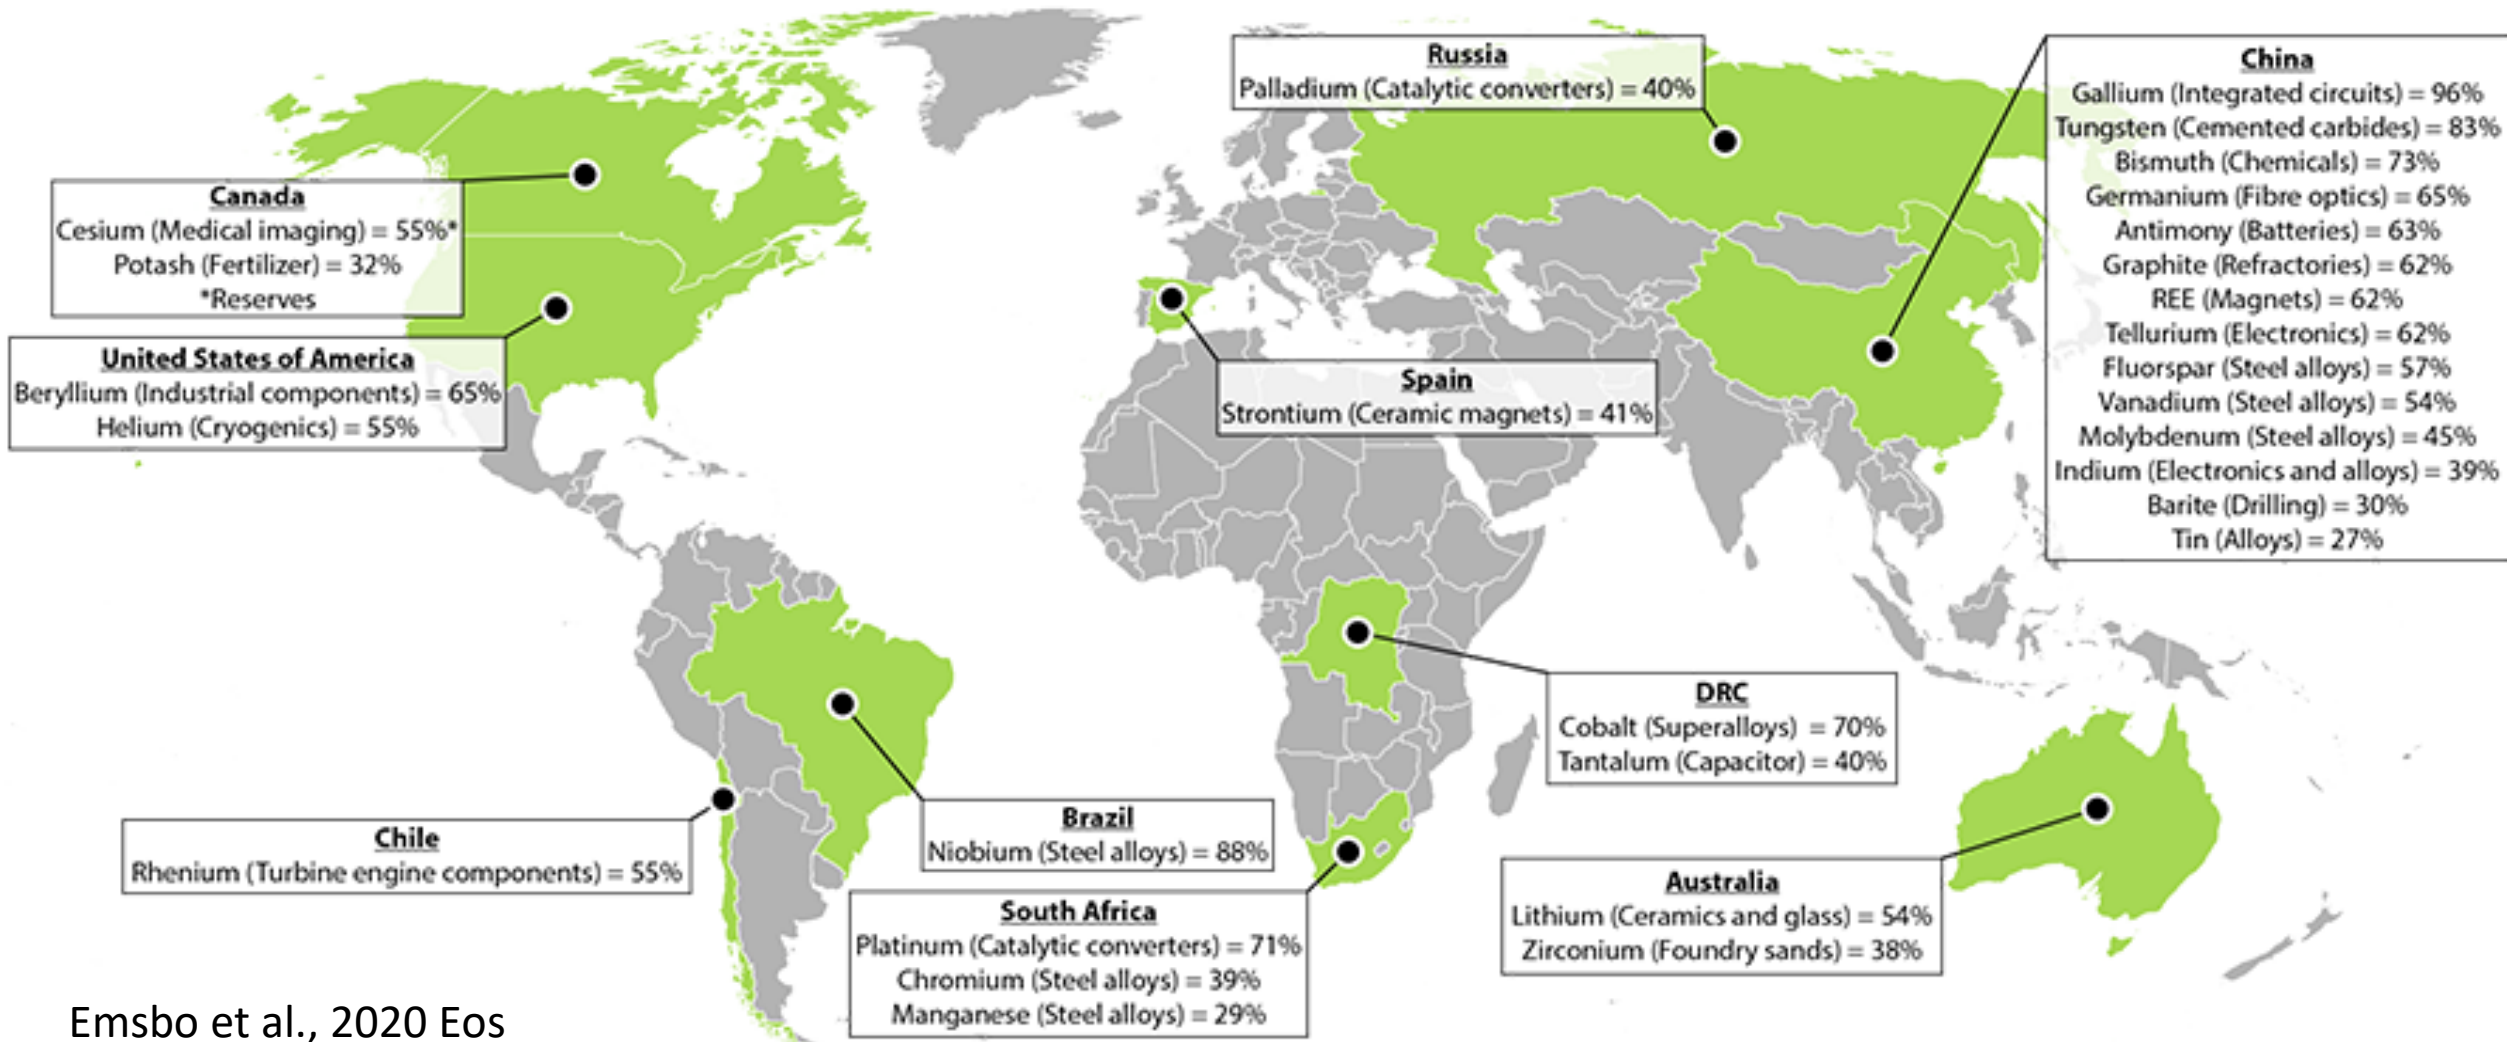 Russia
Palladium (Catalytic converters) = 40%
China
Gallium (Integrated circuits) = 96%
Tungsten (Cemented carbides) = 83%
Bismuth (Chemicals) = 73%
Germanium (Fibre optics) = 65%
Antimony (Batteries) = 63%
Graphite (Refractories) = 62%
REE (Magnets) = 62%
Tellurium (Electronics) = 62%
Fluorspar (Steel alloys) = 57%
Vanadium (Steel alloys) = 54%
Molybdenum (Steel alloys) = 45%
Indium (Electronics and alloys) = 39%
Barite (Drilling) = 30%
Tin (Alloys) = 27%
Canada
Cesium (Medical imaging) = 55%*
Potash (Fertilizer) = 32%
*Reserves
United States of America
Beryllium (Industrial components) = 65%
Helium (Cryogenics) = 55%
Spain
Strontium (Ceramic magnets) = 41%
DRC
Cobalt (Superalloys) = 70%
Tantalum (Capacitor) = 40%
Chile
Rhenium (Turbine engine components) = 55%
Brazil
Niobium (Steel alloys) = 88%
South Africa
Platinum (Catalytic converters) = 71%
Chromium (Steel alloys) = 39%
Manganese (Steel alloys) = 29%
Australia
Lithium (Ceramics and glass) = 54%
Zirconium (Foundry sands) = 38%
Emsbo et al., 2020 Eos